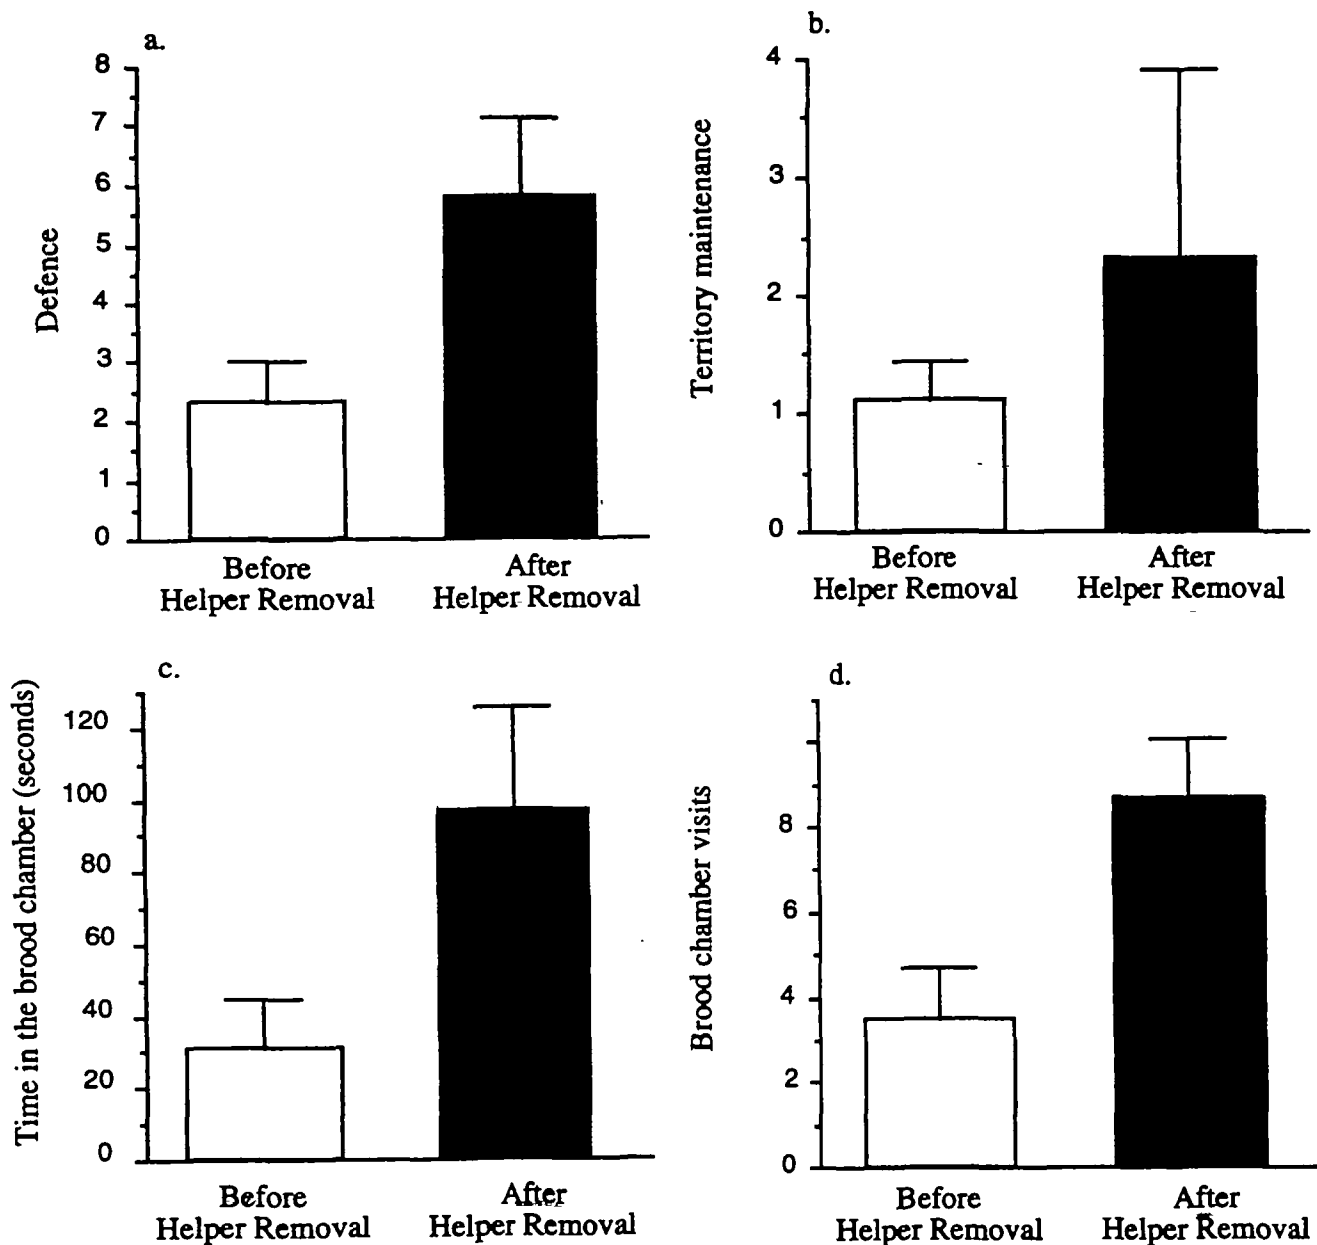 a.
8
7
6
5
4
3
2
1
0
Defence
Before
Helper Removal
After
Helper Removal
b.
4
3
2
1
0
Territory maintenance
Before
Helper Removal
After
Helper Removal
c.
120
100
80
60
40
20
0
Time in the brood chamber (seconds)
Before
Helper Removal
After
Helper Removal
d.
8
6
4
2
0
Brood chamber visits
Before
Helper Removal
After
Helper Removal